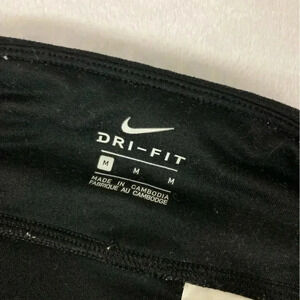 DRI-FIT
M M M
MADE IN CAMBODIA
FABRIQUÉ AU CAMBODGE